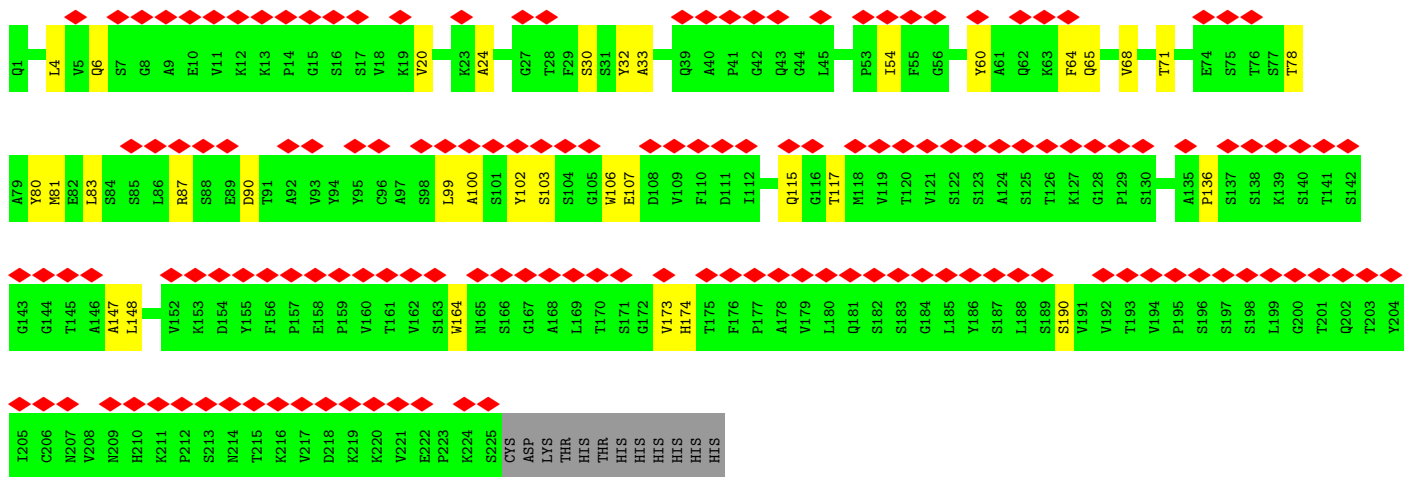 Q1 L4 V5 Q6 S7 G8 A9 E10 V11 K12 K13 P14 G15 S16 S17 V18 K19 V20 K23 A24 G27 T28 F29 S30 S31 Y32 A33 Q39 A40 P41 G42 Q43 G44 L45 P53 I54 F55 G56 Y60 A61 Q62 K63 F64 Q65 V68 T71 E74 S75 T76 S77 T78
A79 Y80 M81 E82 L83 S84 S85 L86 R87 S88 E89 D90 T91 A92 V93 Y94 Y95 C96 A97 S98 L99 A100 S101 Y102 S103 S104 G105 W106 E107 D108 V109 F110 D111 I112 Q115 G116 T117 M118 V119 T120 V121 S122 S123 A124 S125 T126 K127 G128 P129 S130 A135 P136 S137 S138 K139 S140 T141 S142
G143 G144 T145 A146 A147 L148 V152 K153 D154 Y155 F156 P157 E158 P159 V160 T161 V162 S163 W164 N165 S166 G167 A168 L169 T170 S171 G172 V173 H174 T175 F176 P177 A178 V179 L180 Q181 S182 S183 G184 L185 Y186 S187 L188 S189 S190 V191 V192 T193 V194 P195 S196 S197 S198 L199 G200 T201 Q202 T203 Y204
I205 C206 N207 V208 N209 H210 K211 P212 S213 N214 T215 K216 V217 D218 K219 K220 V221 E222 P223 K224 S225 CYS ASP LYS THR HIS THR HIS HIS HIS HIS HIS HIS